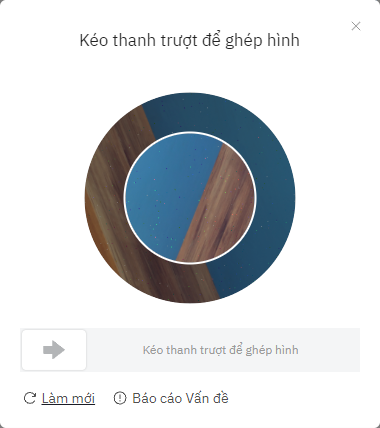 Kéo thanh trượt để ghép hình
Kéo thanh trượt để ghép hình
Làm mới Báo cáo Vấn đề